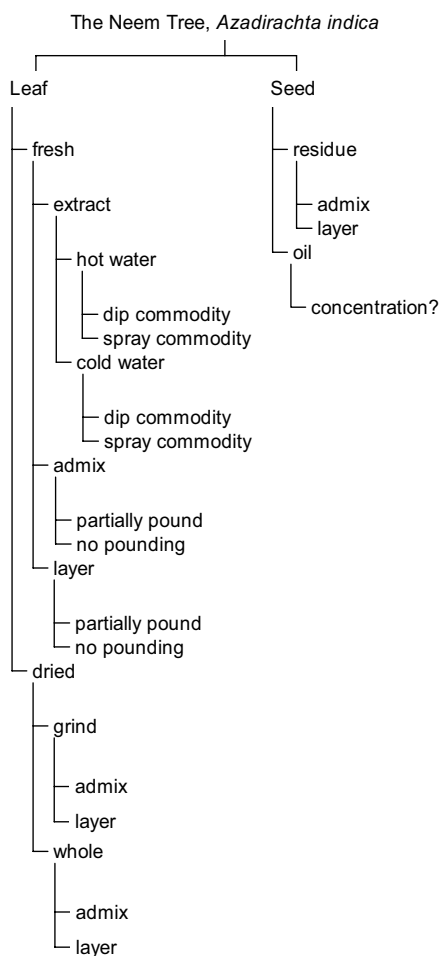 The Neem Tree, Azadirachta indica
Leaf
fresh
extract
hot water
dip commodity
spray commodity
cold water
dip commodity
spray commodity
admix
partially pound
no pounding
layer
partially pound
no pounding
dried
grind
admix
layer
whole
admix
layer
Seed
residue
admix
layer
oil
concentration?